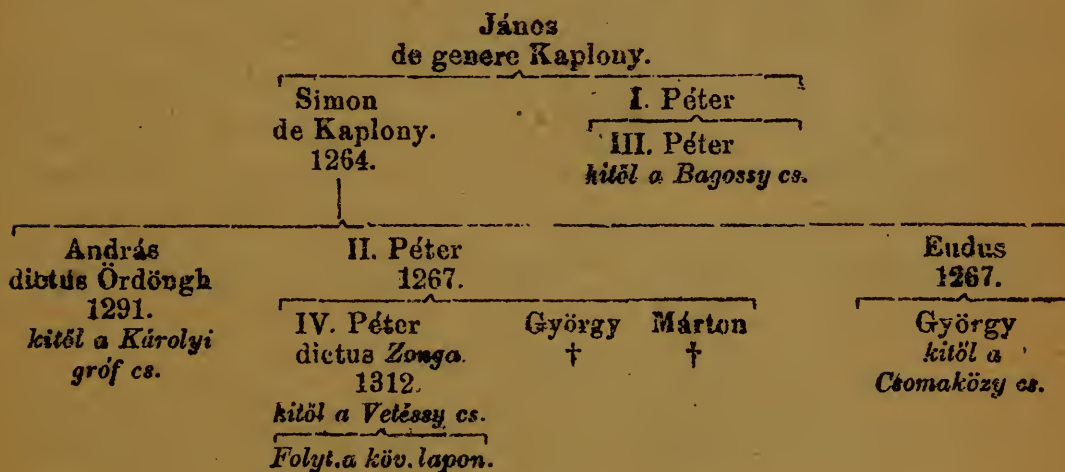 János
de genere Kaplony.
Simon
de Kaplony.
1264.
I. Péter
III. Péter
kitől a Bagossy cs.
András
dictus Ördöngh
1291.
kitől a Károlyi
gróf cs.
II. Péter
1267.
IV. Péter
dictus Zonga.
1312.
kitől a Vetéssy cs.
Folyt. a köv. lapon.
György
†
Márton
†
Eudus
1267.
György
kitől a
Csomaközy cs.